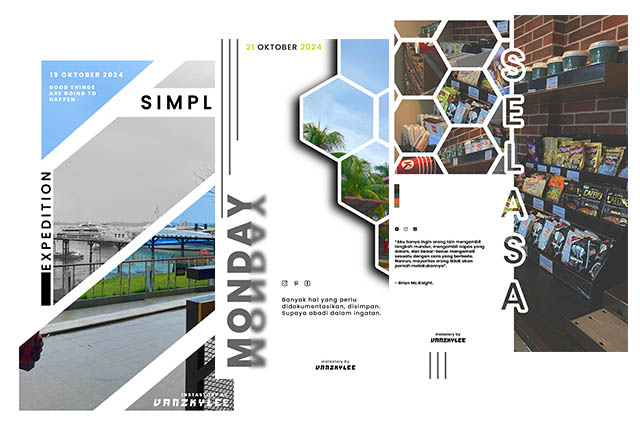 19 OKTOBER 2024
GOOD THINGS
ARE GOING TO
HAPPEN
SIMPL
EXPEDITION
INSTASTORY BY
VANZKYLEE
21 OKTOBER 2024
MONDAY
Banyak hal yang perlu
didokumentasikan, disimpan.
Supaya abadi dalam ingatan.
instastory by
VANZKYLEE
SELASA
"Aku hanya ingin orang lain mengambil
langkah mundur, mengambil napas yang
dalam, dan benar-benar mengamati
sesuatu dengan cara yang berbeda.
Namun, mayoritas orang tidak akan
pernah melakukannya".
- Brian Mc.Knight.
instastory by
VANZKYLEE